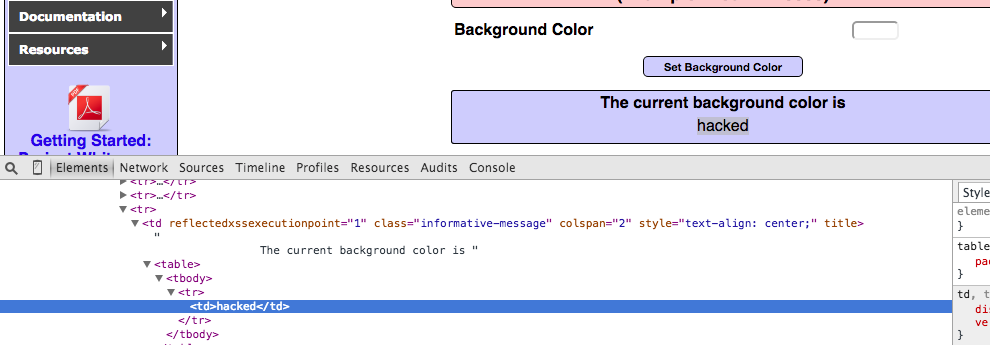 Documentation
Resources
PDF
Getting Started:
Background Color
Set Background Color
The current background color is
hacked
Elements Network Sources Timeline Profiles Resources Audits Console
<tr>…</tr>
<tr>…</tr>
<tr>
<td reflectedxssexecutionpoint="1" class="informative-message" colspan="2" style="text-align: center;" title>
"
The current background color is "
<table>
<tbody>
<tr>
<td>hacked</td>
</tr>
</tbody>
Style
eleme
}
table
pad
}
td, t
dis
ve
}